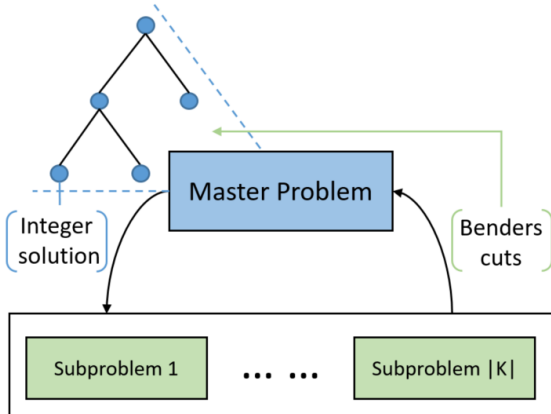 Master Problem
Integer
solution
Benders
cuts
Subproblem 1
... ...
Subproblem |K|